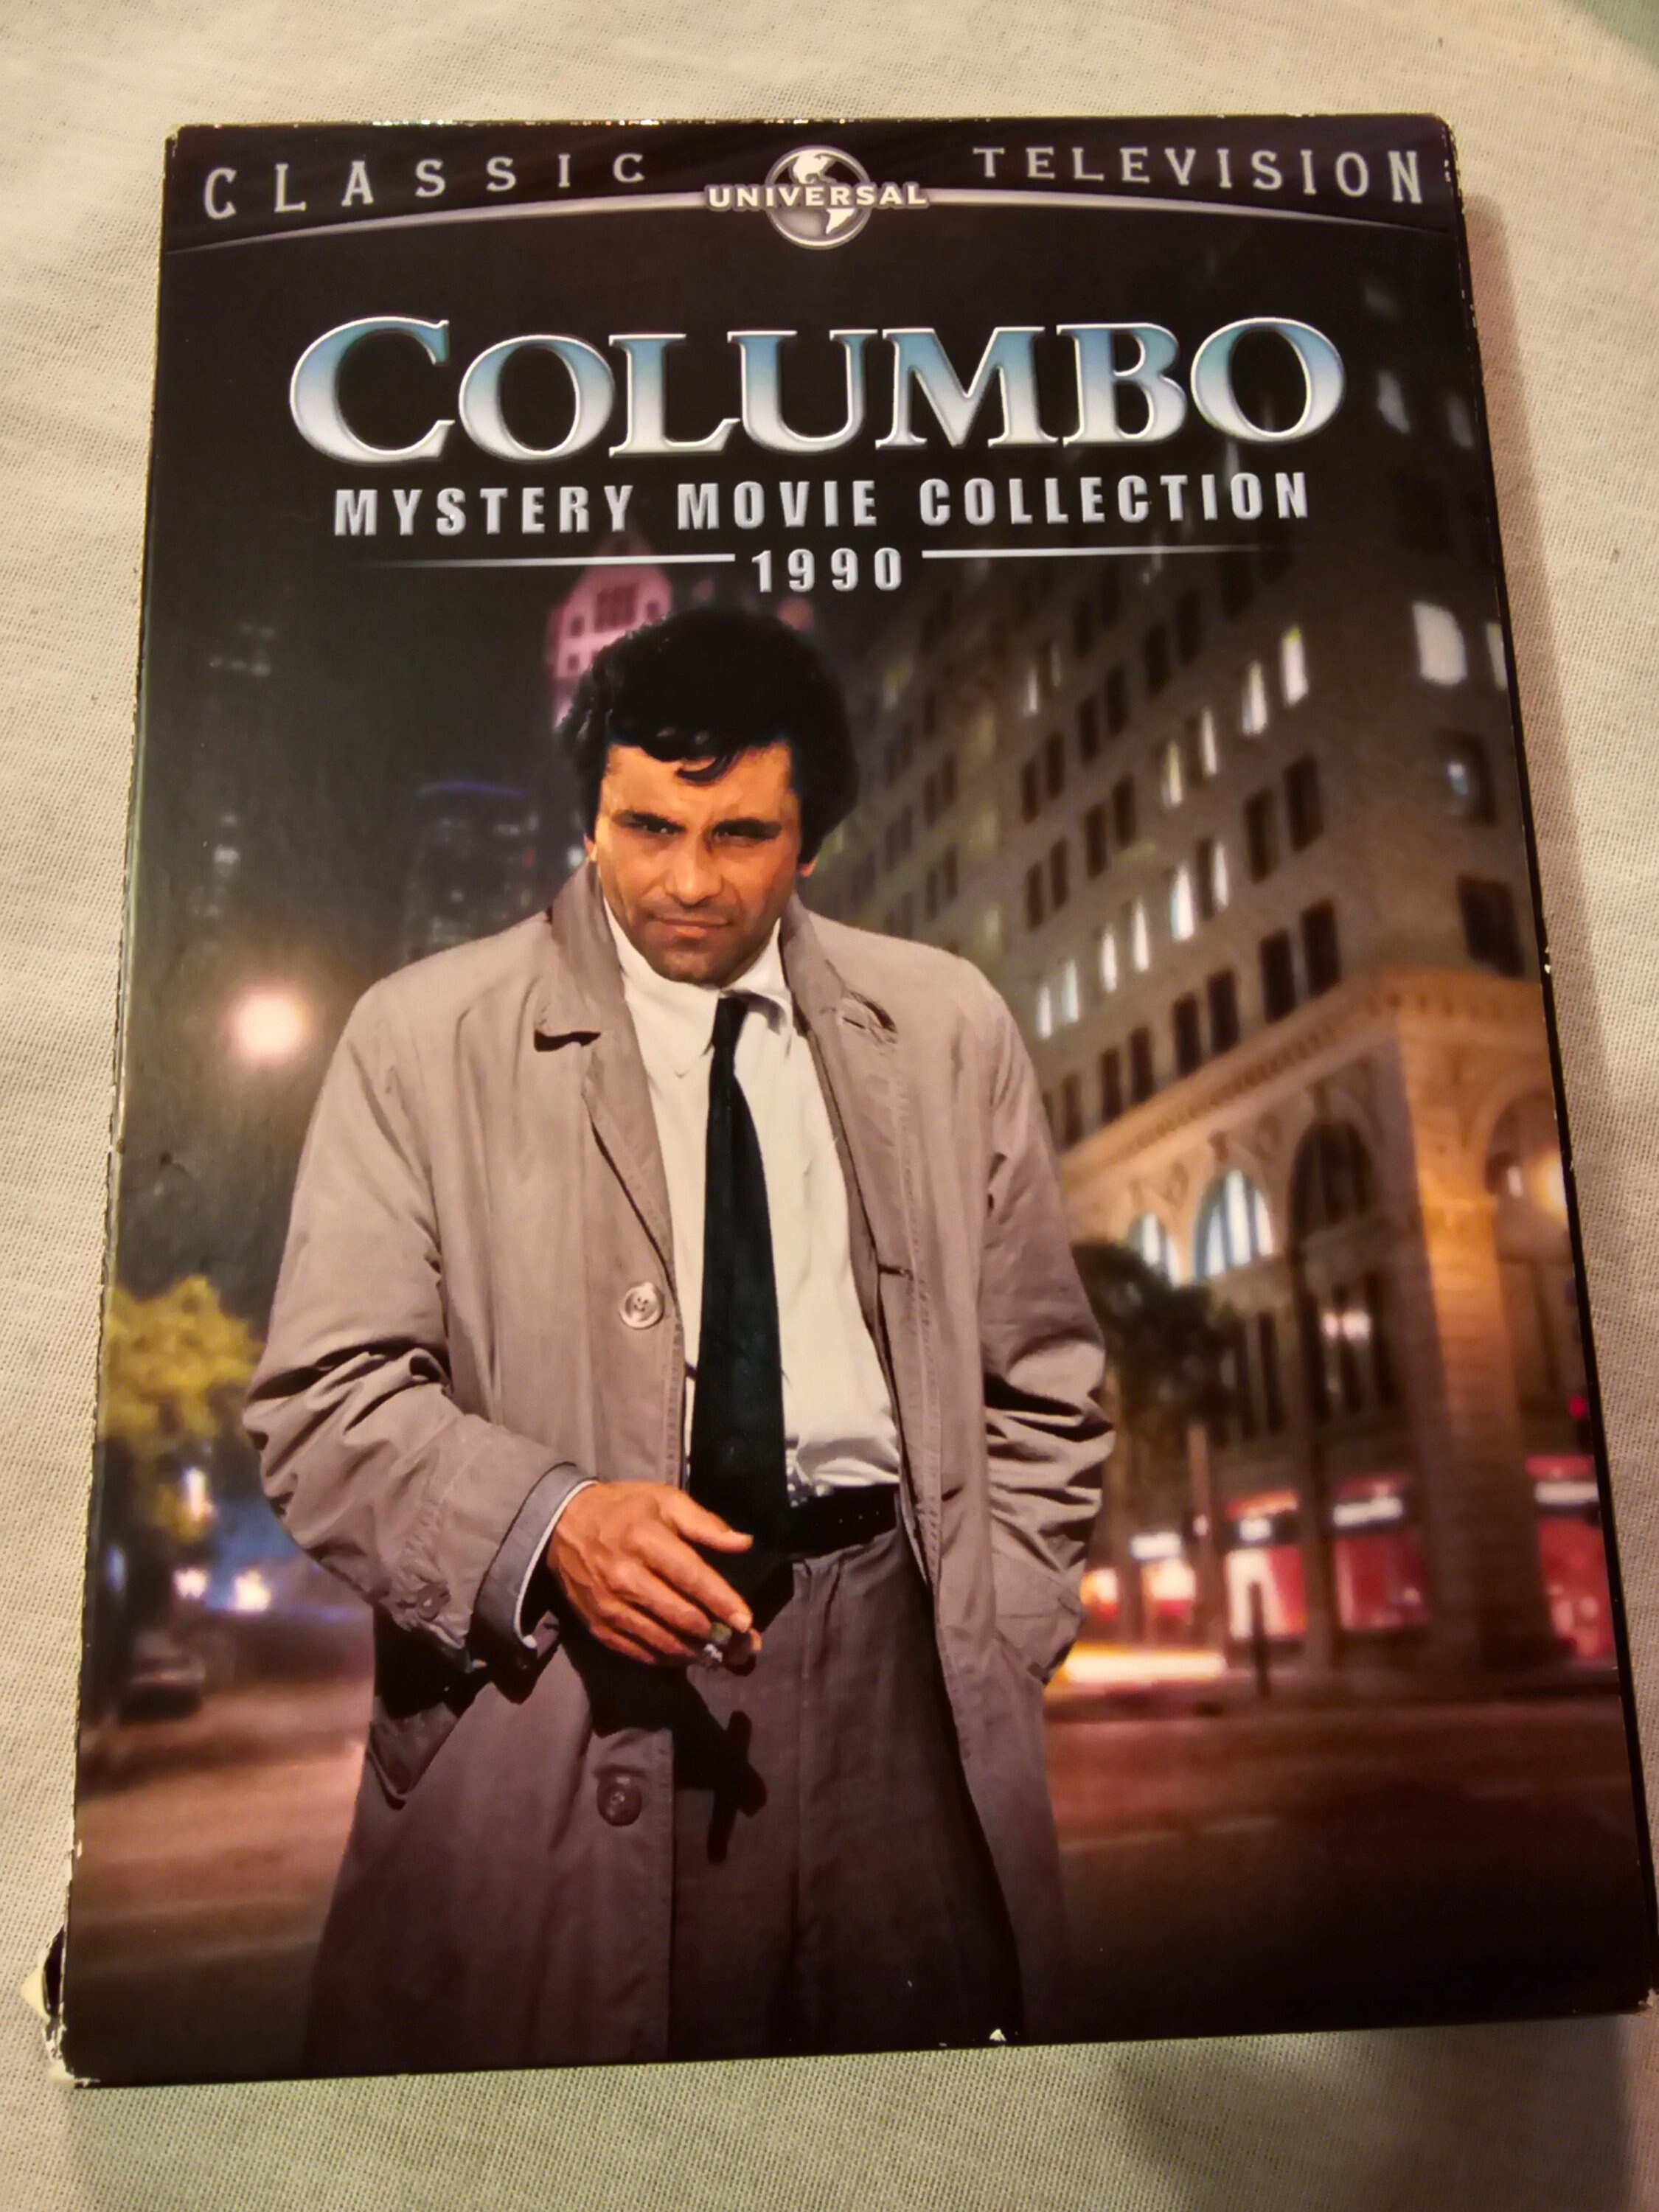 CLASSIC UNIVERSAL TELEVISION
COLUMBO
MYSTERY MOVIE COLLECTION
1990